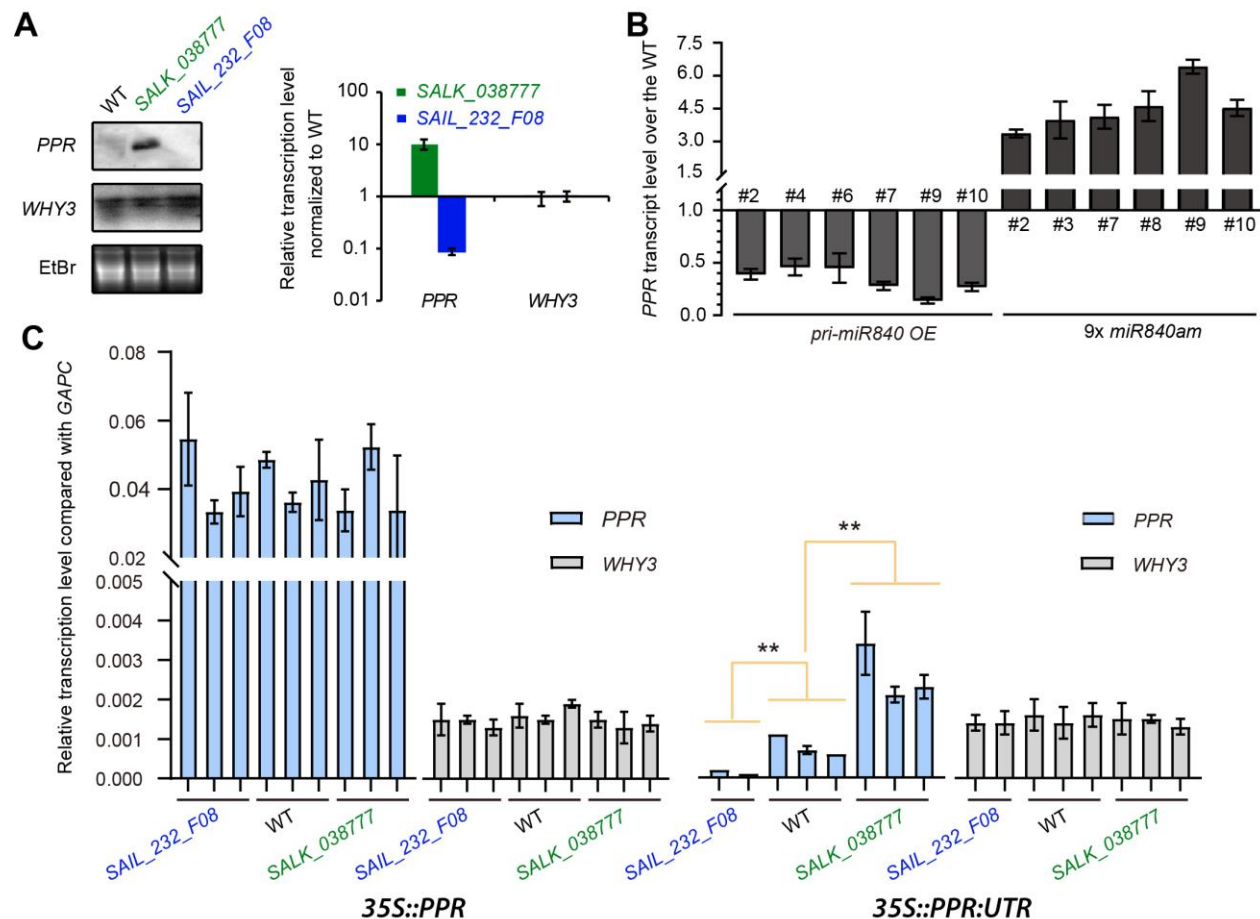 A
WT
SALK_038777
SAIL_232_F08
PPR
WHY3
EtBr
Relative transcription level
normalized to WT
100
10
1
0.1
0.01
SALK_038777
SAIL_232_F08
PPR
WHY3
B
PPR transcript level over the WT
7.5
6.0
4.5
3.0
1.5
1.0
0.5
0.0
#2 #4 #6 #7 #9 #10
#2 #3 #7 #8 #9 #10
pri-miR840 OE
9x miR840am
C
Relative transcription level compared with GAPC
0.08
0.06
0.04
0.02
0.005
0.004
0.003
0.002
0.001
0.000
PPR
WHY3
**
**
PPR
WHY3
SAIL_232_F08
WT
SALK_038777
SAIL_232_F08
WT
SALK_038777
SAIL_232_F08
WT
SALK_038777
SAIL_232_F08
WT
SALK_038777
35S::PPR
35S::PPR:UTR